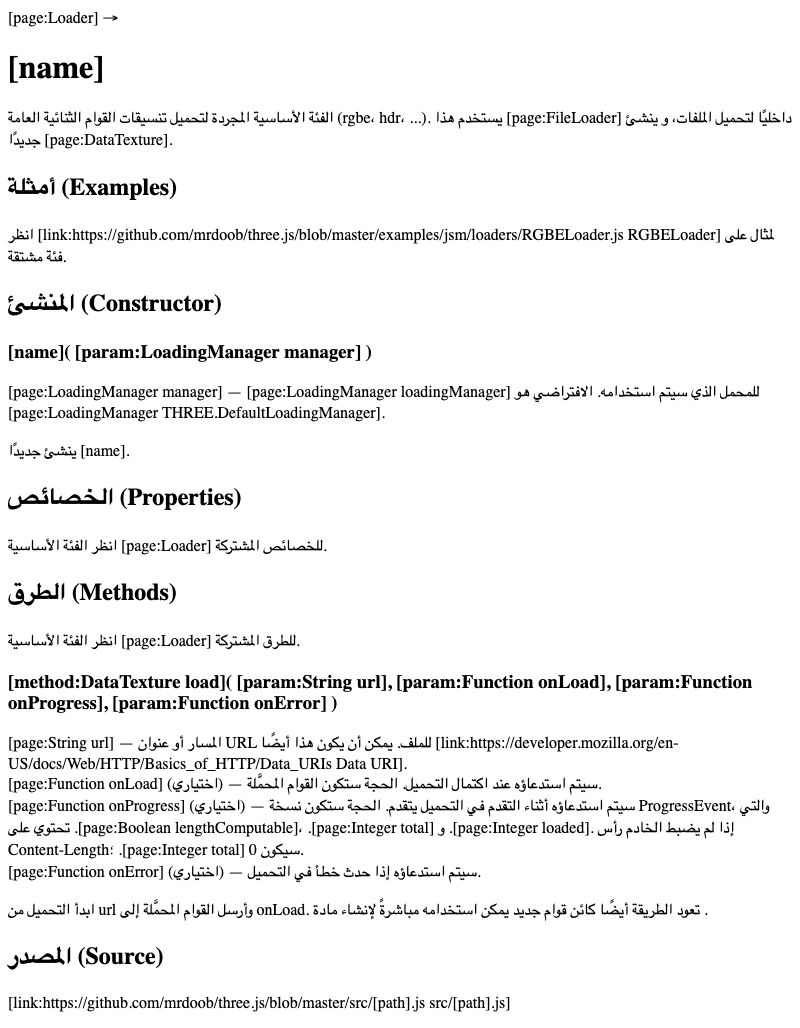 [page:Loader] →
[name]
الفئة الأساسية المجردة لتحميل تنسيقات القوام الثنائية العامة (rgbe، hdr، ...). يستخدم هذا [page:FileLoader] داخليًا لتحميل الملفات، و ينشئ
جديدًا [page:DataTexture].
أمثلة (Examples)
انظر [link:https://github.com/mrdoob/three.js/blob/master/examples/jsm/loaders/RGBELoader.js RGBELoader] لمثال على
فئة مشتقة.
المنشئ (Constructor)
[name]( [param:LoadingManager manager] )
[page:LoadingManager manager] — [page:LoadingManager loadingManager] للمحمل الذي سيتم استخدامه. الافتراضي هو
[page:LoadingManager THREE.DefaultLoadingManager].
ينشئ جديدًا [name].
الخصائص (Properties)
انظر الفئة الأساسية [page:Loader] للخصائص المشتركة.
الطرق (Methods)
انظر الفئة الأساسية [page:Loader] للطرق المشتركة.
[method:DataTexture load]( [param:String url], [param:Function onLoad], [param:Function
onProgress], [param:Function onError] )
[page:String url] — المسار أو عنوان URL للملف. يمكن أن يكون هذا أيضًا [link:https://developer.mozilla.org/en-
US/docs/Web/HTTP/Basics_of_HTTP/Data_URIs Data URI].
[page:Function onLoad] (اختياري) — سيتم استدعاؤه عند اكتمال التحميل. الحجة ستكون القوام المحمَّلة.
[page:Function onProgress] (اختياري) — سيتم استدعاؤه أثناء التقدم في التحميل يتقدم. الحجة ستكون نسخة ProgressEvent، والتي
تحتوي على .[page:Boolean lengthComputable]، .[page:Integer total] و .[page:Integer loaded]. إذا لم يضبط الخادم رأس
Content-Length؛ .[page:Integer total] سيكون 0.
[page:Function onError] (اختياري) — سيتم استدعاؤه إذا حدث خطأ في التحميل.
ابدأ التحميل من url وأرسل القوام المحمَّلة إلى onLoad. تعود الطريقة أيضًا كائن قوام جديد يمكن استخدامه مباشرةً لإنشاء مادة .
المصدر (Source)
[link:https://github.com/mrdoob/three.js/blob/master/src/[path].js src/[path].js]